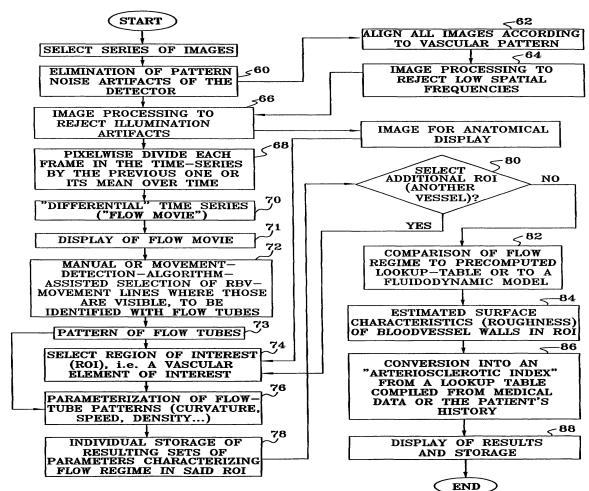 START
SELECT SERIES OF IMAGES
60
ELIMINATION OF PATTERN
NOISE ARTIFACTS OF THE
DETECTOR
62
ALIGN ALL IMAGES ACCORDING
TO VASCULAR PATTERN
64
IMAGE PROCESSING TO
REJECT LOW SPATIAL
FREQUENCIES
66
IMAGE PROCESSING TO
REJECT ILLUMINATION
ARTIFACTS
IMAGE FOR ANATOMICAL
DISPLAY
68
PIXELWISE DIVIDE EACH
FRAME IN THE TIME-SERIES
BY THE PREVIOUS ONE OR
ITS MEAN OVER TIME
70
"DIFFERENTIAL" TIME SERIES
("FLOW MOVIE")
71
DISPLAY OF FLOW MOVIE
72
MANUAL OR MOVEMENT-
DETECTION-ALGORITHM-
ASSISTED SELECTION OF RBV-
MOVEMENT LINES WHERE THOSE
ARE VISIBLE, TO BE
IDENTIFIED WITH FLOW TUBES
73
PATTERN OF FLOW TUBES
74
SELECT REGION OF INTEREST
(ROI), i.e. A VASCULAR
ELEMENT OF INTEREST
76
PARAMETERIZATION OF FLOW-
TUBE PATTERNS (CURVATURE,
SPEED, DENSITY...)
78
INDIVIDUAL STORAGE OF
RESULTING SETS OF
PARAMETERS CHARACTERIZING
FLOW REGIME IN SAID ROI
80
SELECT
ADDITIONAL ROI
(ANOTHER
VESSEL)?
NO
YES
82
COMPARISON OF FLOW
REGIME TO PRECOMPUTED
LOOKUP-TABLE OR TO A
FLUIDODYNAMIC MODEL
84
ESTIMATED SURFACE
CHARACTERISTICS (ROUGHNESS)
OF BLOODVESSEL WALLS IN ROI
86
CONVERSION INTO AN
"ARTERIOSCLEROTIC INDEX"
FROM A LOOKUP TABLE
COMPILED FROM MEDICAL
DATA OR THE PATIENT'S
HISTORY
88
DISPLAY OF RESULTS
AND STORAGE
END